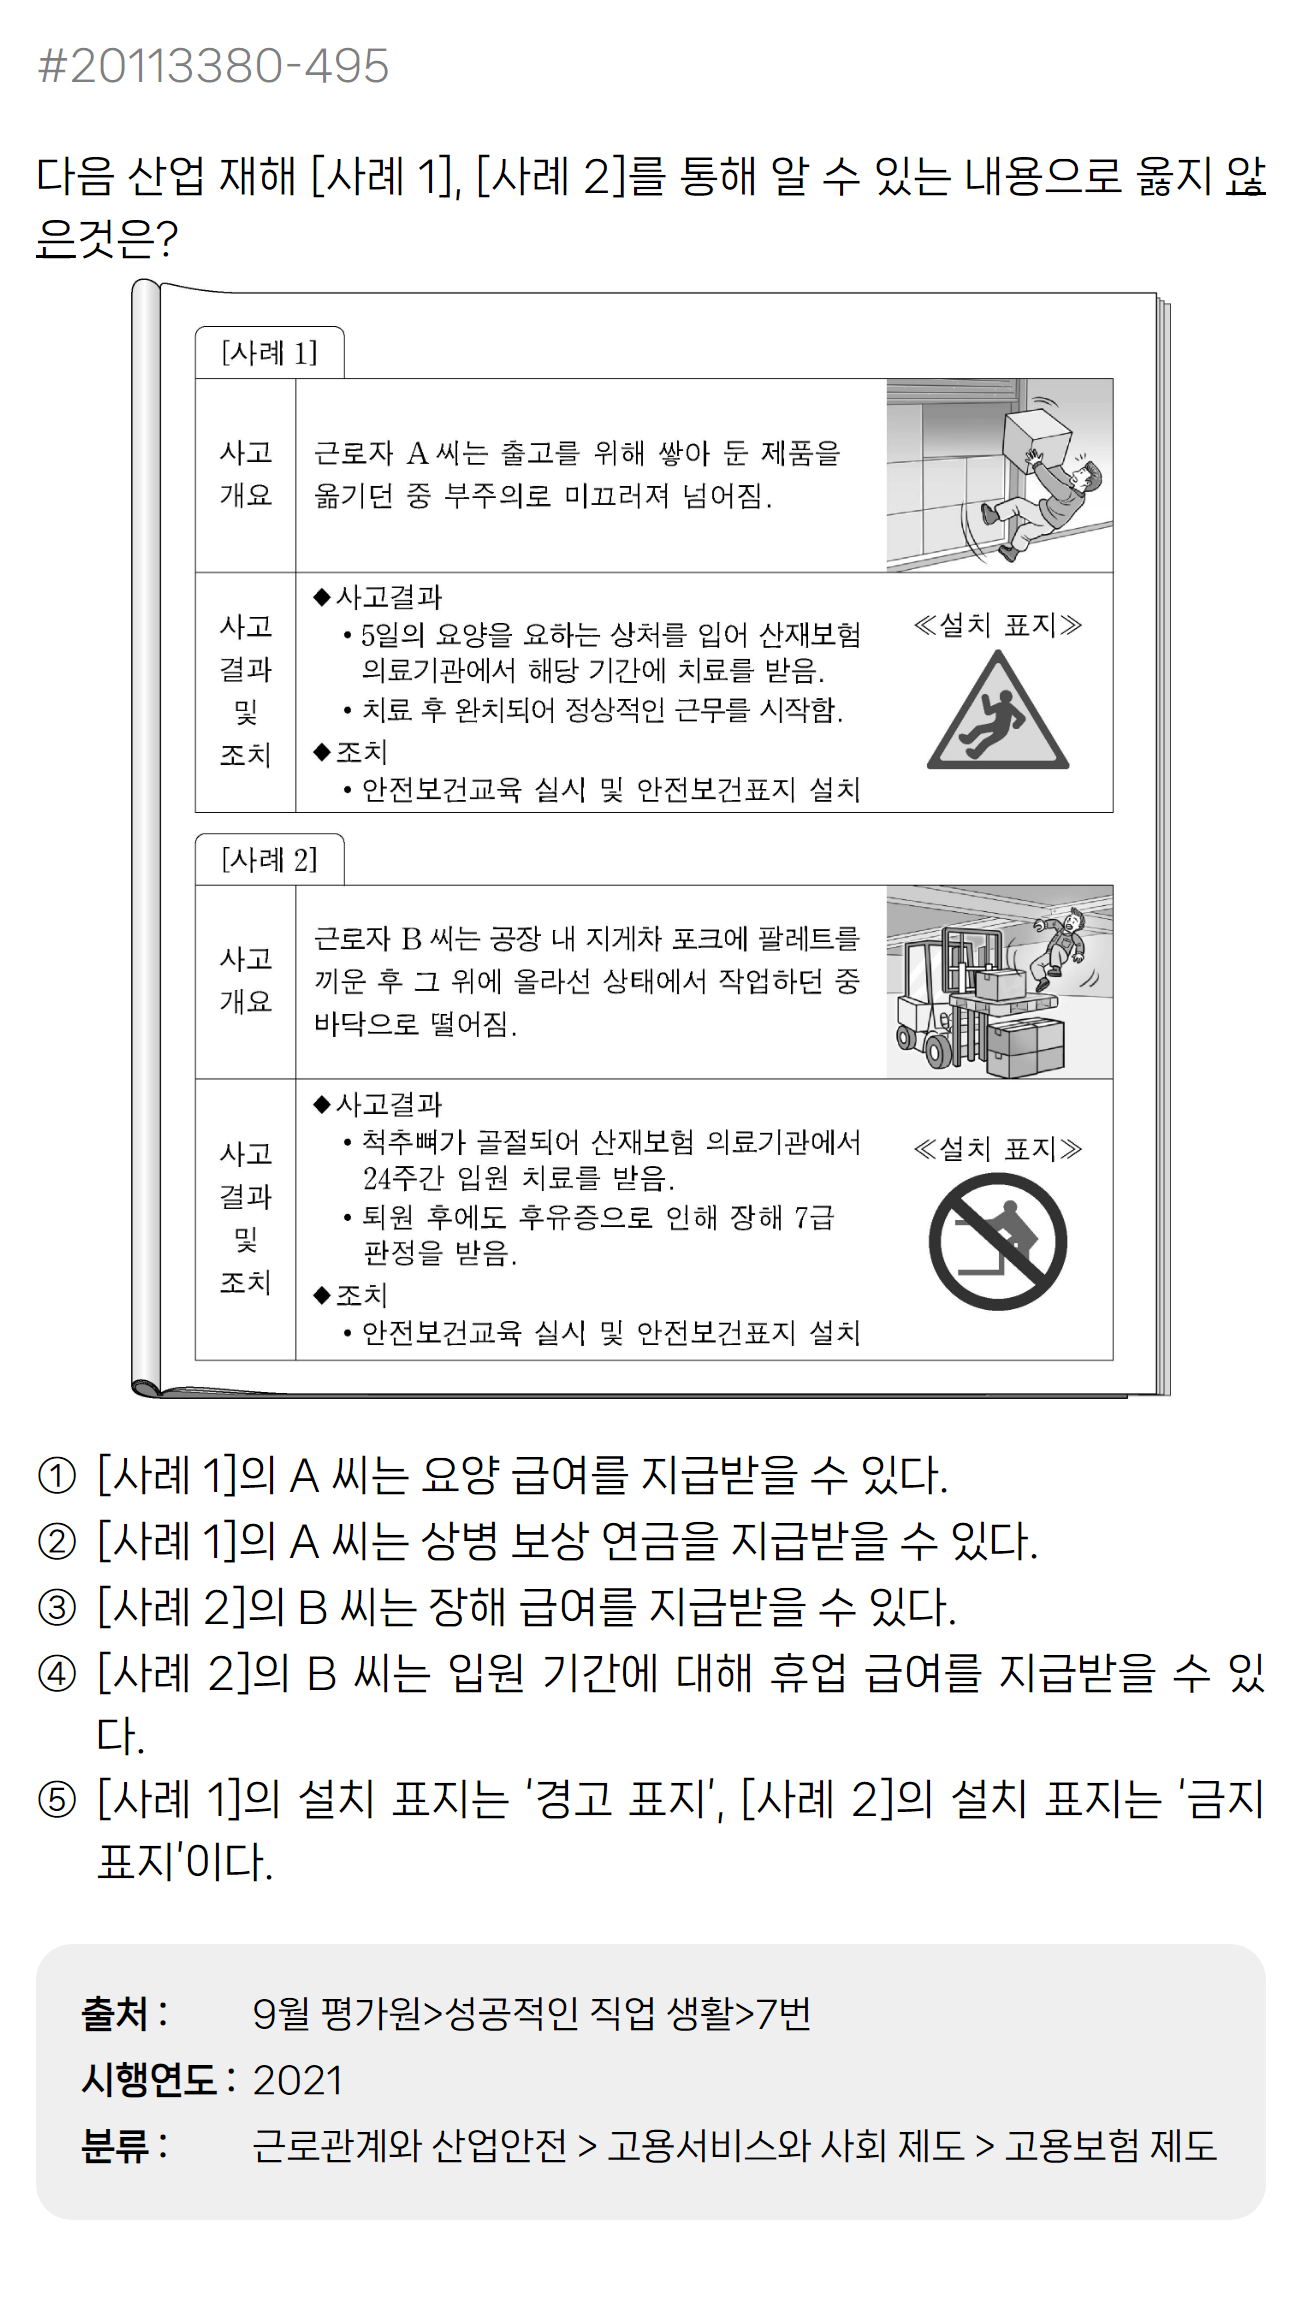 #20113380-495
다음 산업 재해 [사례 1], [사례 2]를 통해 알 수 있는 내용으로 옳지 않
은것은?
[사례 1]
사고
개요
근로자 A 씨는 출고를 위해 쌓아 둔 제품을
옮기던 중 부주의로 미끄러져 넘어짐.
사고
결과
및
조치
◆사고결과
• 5일의 요양을 요하는 상처를 입어 산재보험
의료기관에서 해당 기간에 치료를 받음.
• 치료 후 완치되어 정상적인 근무를 시작함.
◆조치
• 안전보건교육 실시 및 안전보건표지 설치
≪설치 표지≫
[사례 2]
사고
개요
근로자 B 씨는 공장 내 지게차 포크에 팔레트를
끼운 후 그 위에 올라선 상태에서 작업하던 중
바닥으로 떨어짐.
사고
결과
및
조치
◆사고결과
• 척추뼈가 골절되어 산재보험 의료기관에서
24주간 입원 치료를 받음.
• 퇴원 후에도 후유증으로 인해 장해 7급
판정을 받음.
◆조치
• 안전보건교육 실시 및 안전보건표지 설치
≪설치 표지≫
① [사례 1]의 A 씨는 요양 급여를 지급받을 수 있다.
② [사례 1]의 A 씨는 상병 보상 연금을 지급받을 수 있다.
③ [사례 2]의 B 씨는 장해 급여를 지급받을 수 있다.
④ [사례 2]의 B 씨는 입원 기간에 대해 휴업 급여를 지급받을 수 있
다.
⑤ [사례 1]의 설치 표지는 ‘경고 표지’, [사례 2]의 설치 표지는 ‘금지
표지’이다.
출처 : 9월 평가원>성공적인 직업 생활>7번
시행연도 : 2021
분류 : 근로관계와 산업안전 > 고용서비스와 사회 제도 > 고용보험 제도